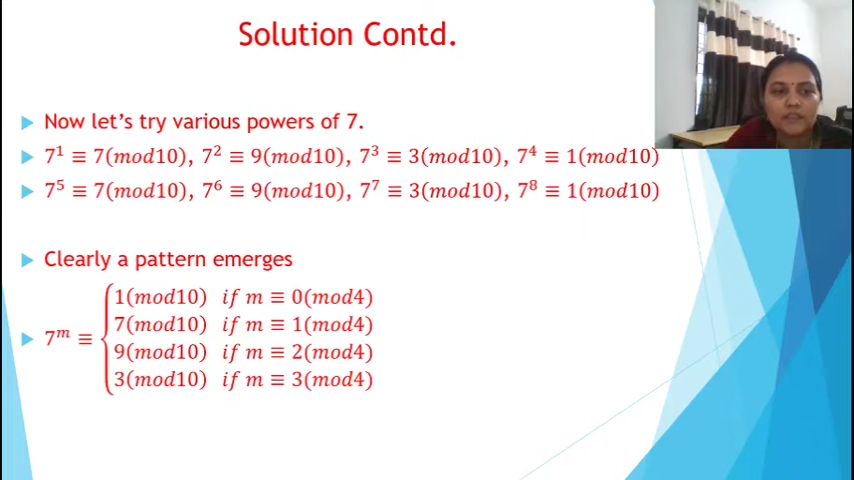 Solution Contd.
Now let's try various powers of 7.
7¹ ≡ 7(mod10), 7² ≡ 9(mod10), 7³ ≡ 3(mod10), 7⁴ ≡ 1(mod10)
7⁵ ≡ 7(mod10), 7⁶ ≡ 9(mod10), 7⁷ ≡ 3(mod10), 7⁸ ≡ 1(mod10)
Clearly a pattern emerges
7ᵐ ≡ { 1(mod10) if m ≡ 0(mod4)
7(mod10) if m ≡ 1(mod4)
9(mod10) if m ≡ 2(mod4)
3(mod10) if m ≡ 3(mod4)